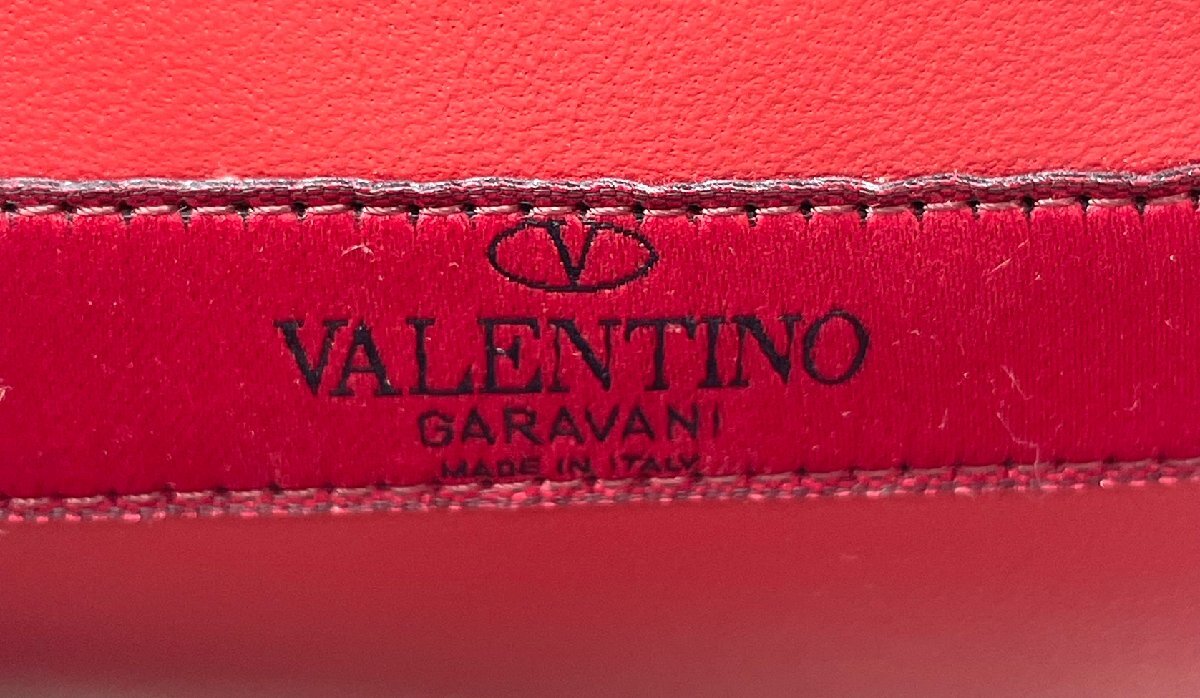 V
VALENTINO
GARAVANI
MADE IN ITALY